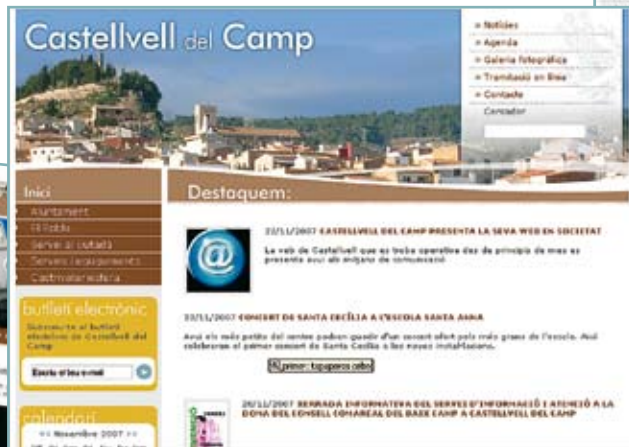 Castellvell del Camp
» Notícies
» Agenda
» Galeria fotogràfica
» Tramitació en línia
» Contacte
Cercador
Inici
Ajuntament
El Poble
Servei al ciutadà
Serveis i equipaments
Destaquem:
22/11/2007 CASTELLVELL DEL CAMP PRESENTA LA SEVA WEB EN SOCIETAT
La web de Castellvell que es troba operativa des de principis de mes es
presenta avui als mitjans de comunicació
22/11/2007 CONCERT DE SANTA CECÍLIA A L'ESCOLA SANTA ANNA
Avui els més petits del centre podran gaudir d'un concert ofert pels més grans de l'escola. Així
celebraran el primer concert de Santa Cecília a les noves instal·lacions.
20/11/2007 XERRADA INFORMATIVA DEL SERVEI D'INFORMACIÓ I ATENCIÓ A LA
DONA DEL CONSELL COMARCAL DEL BAIX CAMP A CASTELLVELL DEL CAMP
butlletí electrònic
Subscriu-te al butlletí
electrònic de Castellvell del
Camp
Escriu el teu e-mail
calendari
<< Novembre 2007 >>